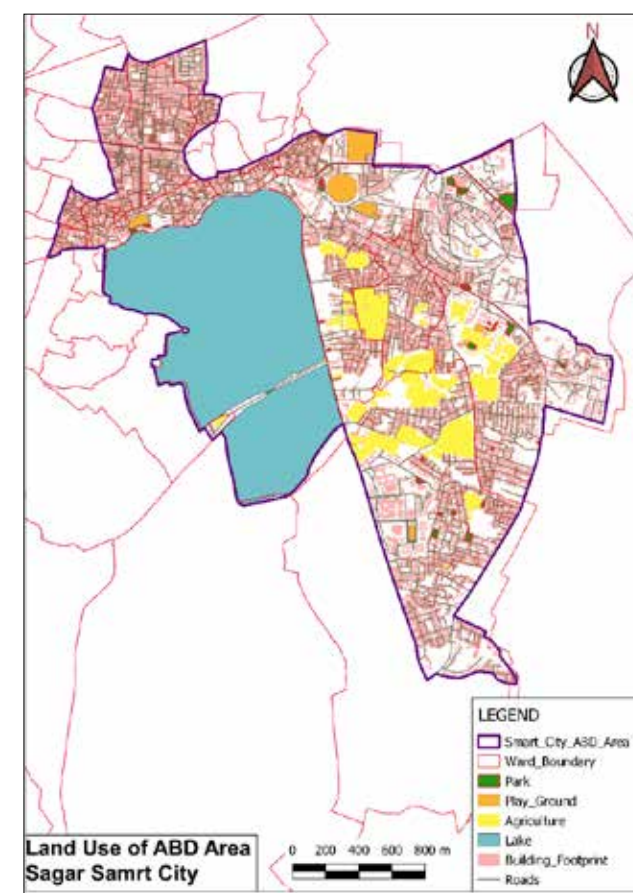 N
LEGEND
Smart_City_ABD_Area
Ward_Boundary
Park
Play_Ground
Agriculture
Lake
Building_Footprint
Roads
Land Use of ABD Area
Sagar Samrt City
0 200 400 600 800 m